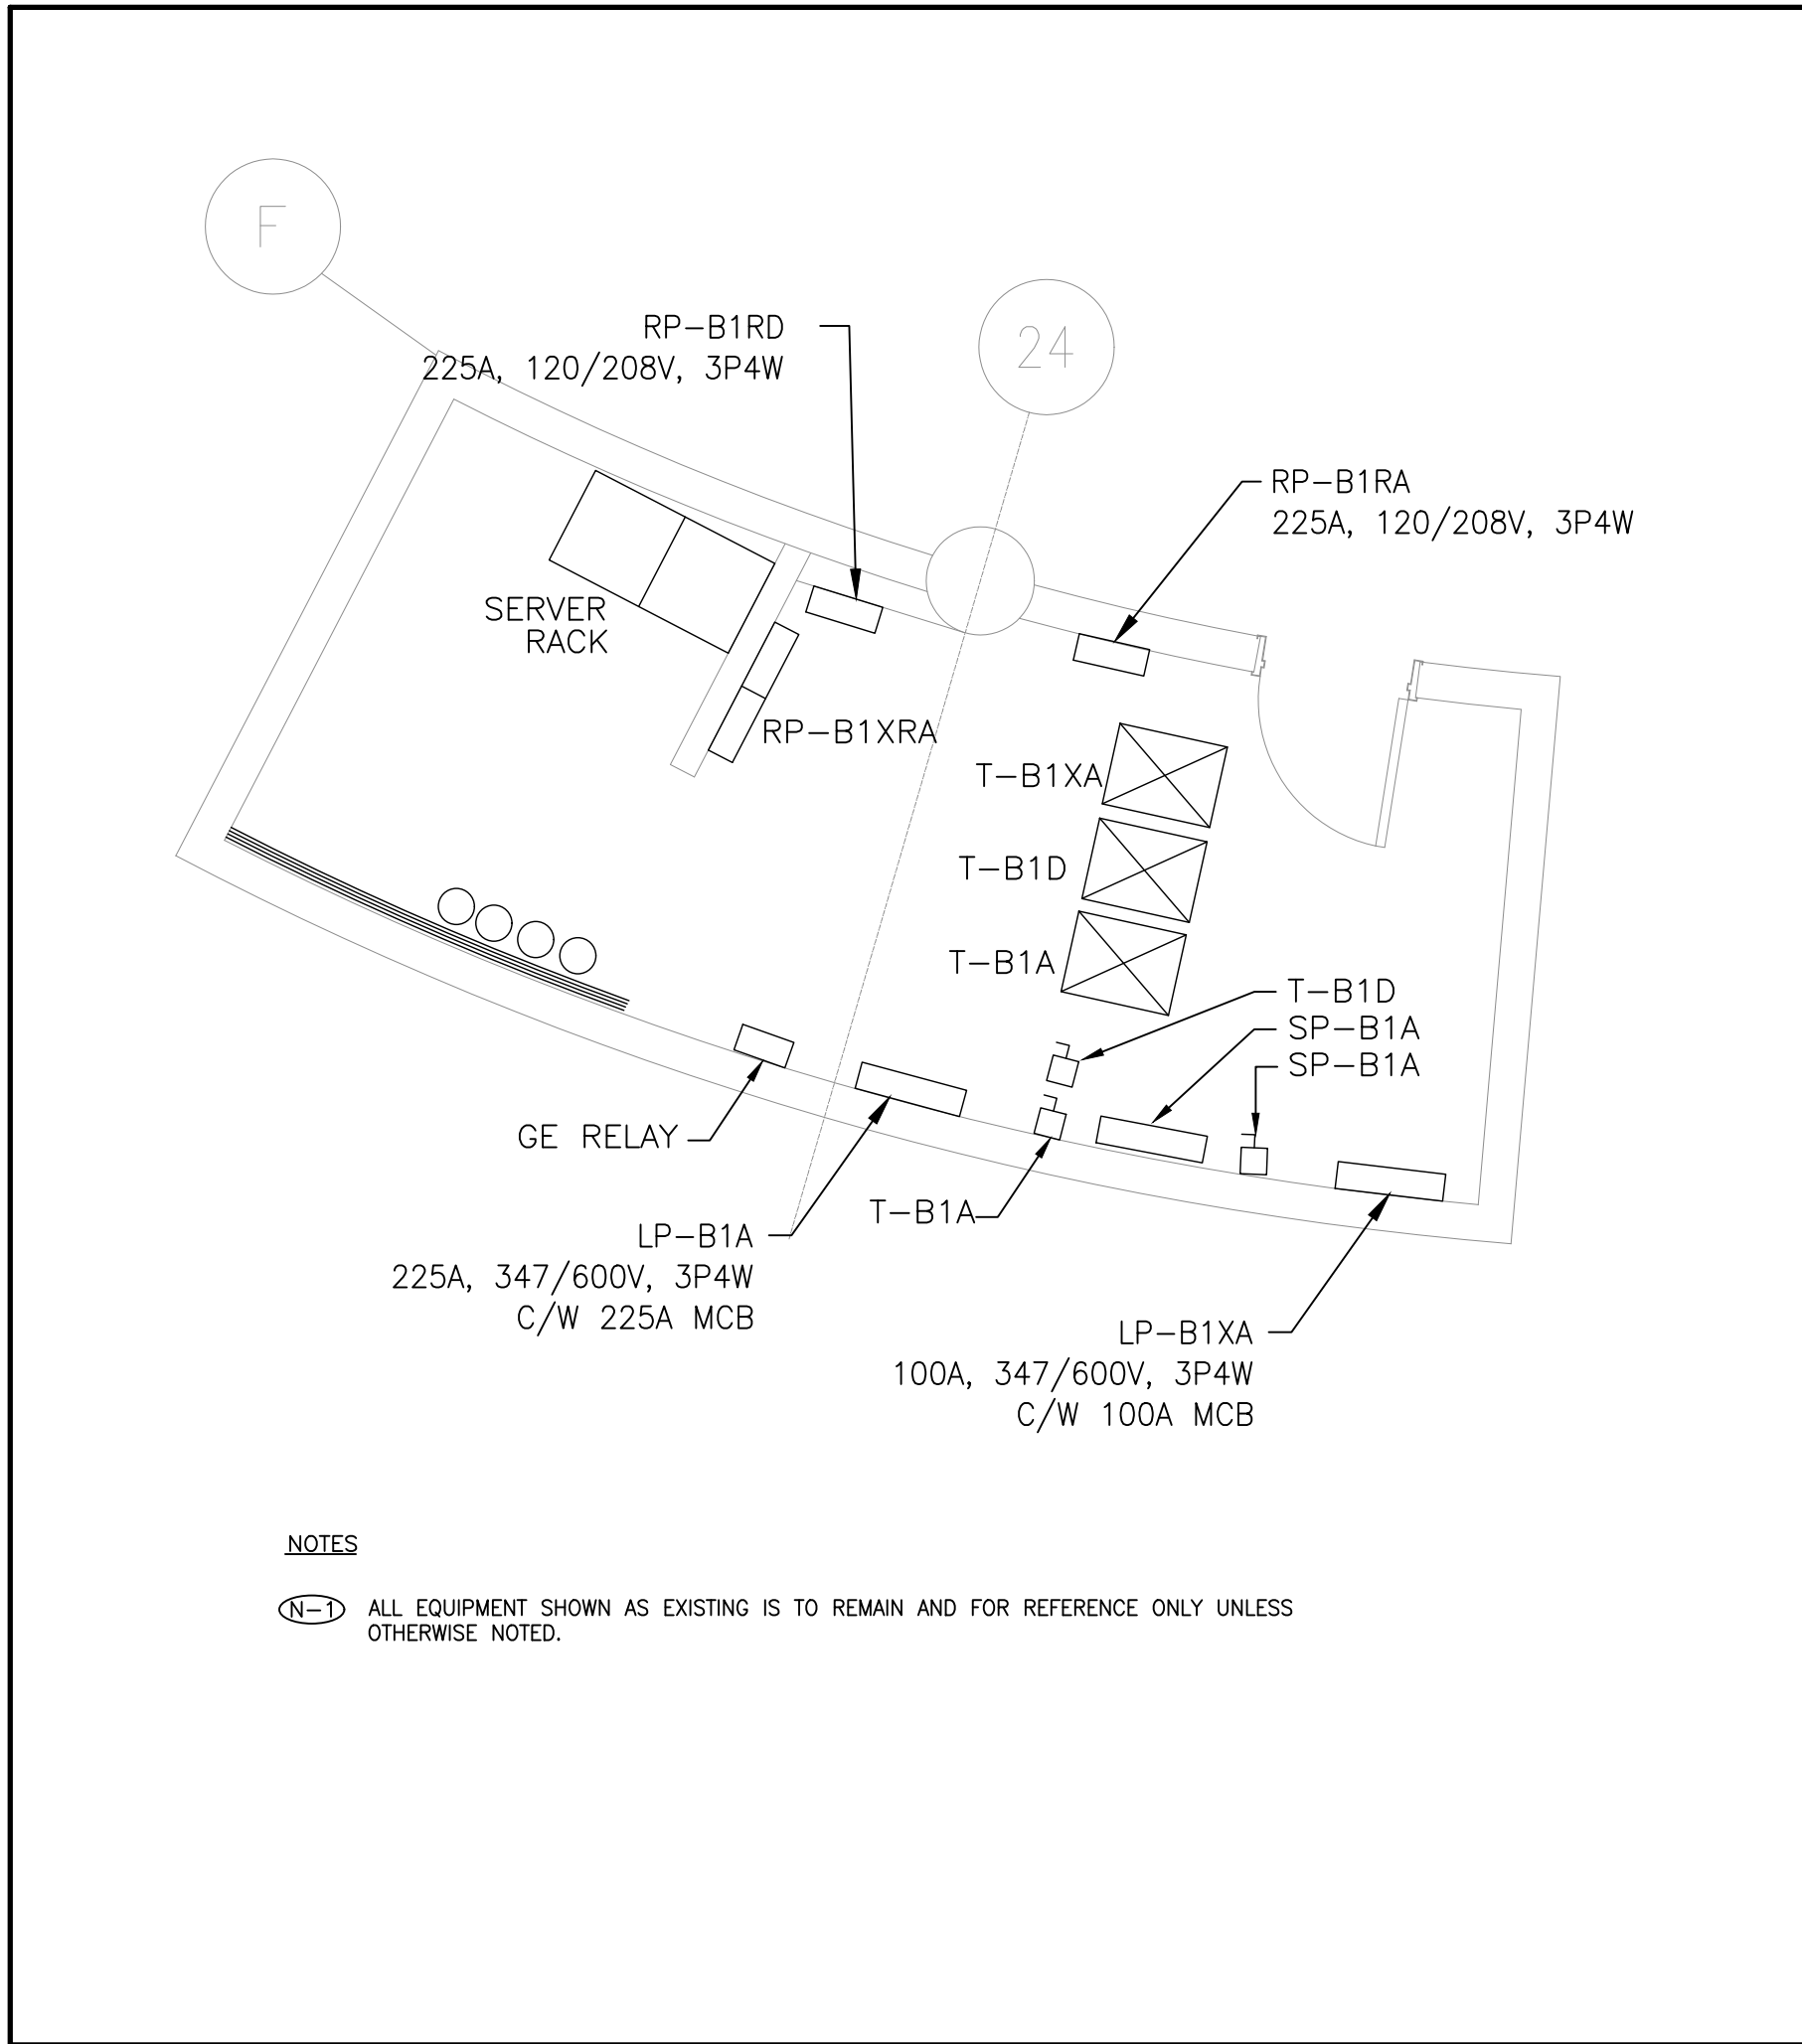 F
24
RP-B1RD
225A, 120/208V, 3P4W
RP-B1RA
225A, 120/208V, 3P4W
SERVER
RACK
RP-B1XRA
T-B1XA
T-B1D
T-B1A
T-B1D
SP-B1A
SP-B1A
GE RELAY
T-B1A
LP-B1A
225A, 347/600V, 3P4W
C/W 225A MCB
LP-B1XA
100A, 347/600V, 3P4W
C/W 100A MCB
NOTES
N-1 ALL EQUIPMENT SHOWN AS EXISTING IS TO REMAIN AND FOR REFERENCE ONLY UNLESS
OTHERWISE NOTED.